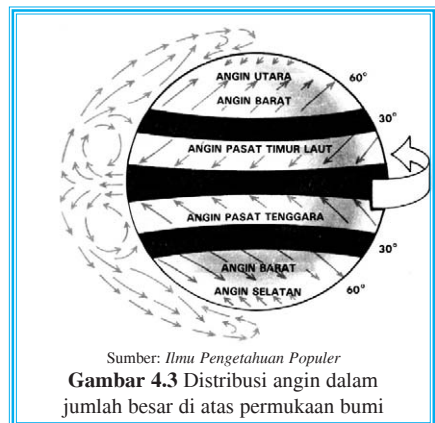 ANGIN UTARA
60°
ANGIN BARAT
30°
ANGIN PASAT TIMUR LAUT
ANGIN PASAT TENGGARA
30°
ANGIN BARAT
ANGIN SELATAN
60°
Sumber: Ilmu Pengetahuan Populer
Gambar 4.3 Distribusi angin dalam
jumlah besar di atas permukaan bumi